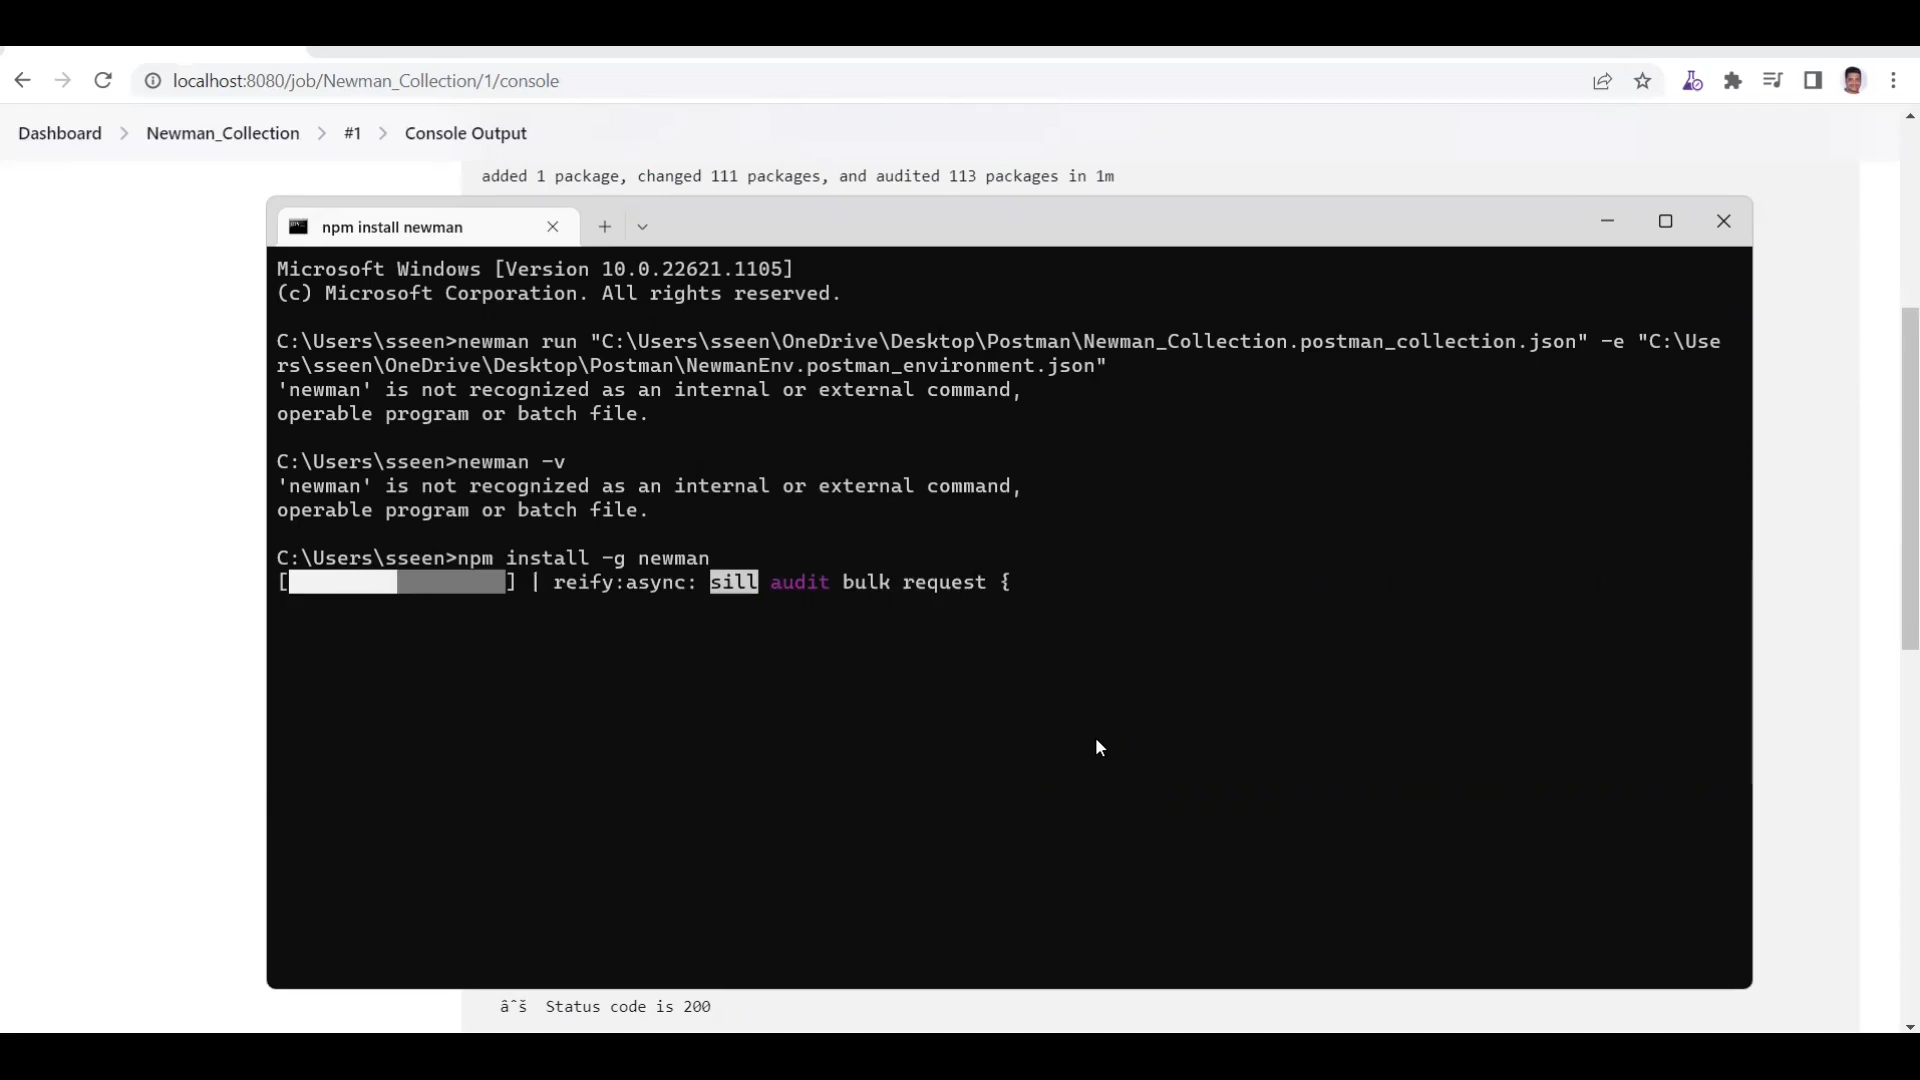 localhost:8080/job/Newman_Collection/1/console
Dashboard > Newman_Collection > #1 > Console Output
added 1 package, changed 111 packages, and audited 113 packages in 1m
npm install newman
Microsoft Windows [Version 10.0.22621.1105]
(c) Microsoft Corporation. All rights reserved.
C:\Users\sseen>newman run "C:\Users\sseen\OneDrive\Desktop\Postman\Newman_Collection.postman_collection.json" -e "C:\Use
rs\sseen\OneDrive\Desktop\Postman\NewmanEnv.postman_environment.json"
'newman' is not recognized as an internal or external command,
operable program or batch file.
C:\Users\sseen>newman -v
'newman' is not recognized as an internal or external command,
operable program or batch file.
C:\Users\sseen>npm install -g newman
[ ] | reify:async: sill audit bulk request {
âˆš Status code is 200